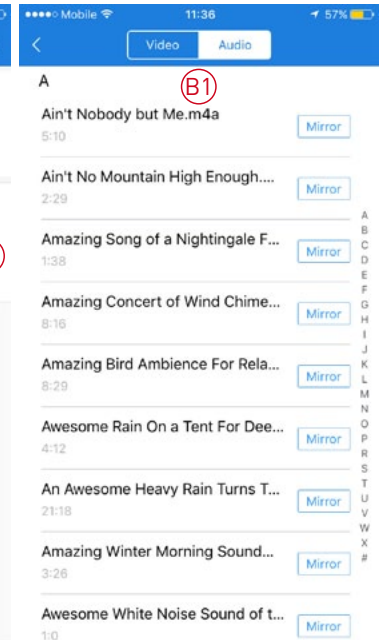 ●●●●○ Mobile 11:36 57%
Video Audio
A
B1
Ain't Nobody but Me.m4a
5:10
Mirror
Ain't No Mountain High Enough....
2:29
Mirror
Amazing Song of a Nightingale F...
1:38
Mirror
Amazing Concert of Wind Chime...
8:16
Mirror
Amazing Bird Ambience For Rela...
8:29
Mirror
Awesome Rain On a Tent For Dee...
4:12
Mirror
An Awesome Heavy Rain Turns T...
21:18
Mirror
Amazing Winter Morning Sound...
3:26
Mirror
Awesome White Noise Sound of t...
1:0
Mirror
A
B
C
D
E
F
G
H
I
J
K
L
M
N
O
P
R
S
T
U
V
W
X
#